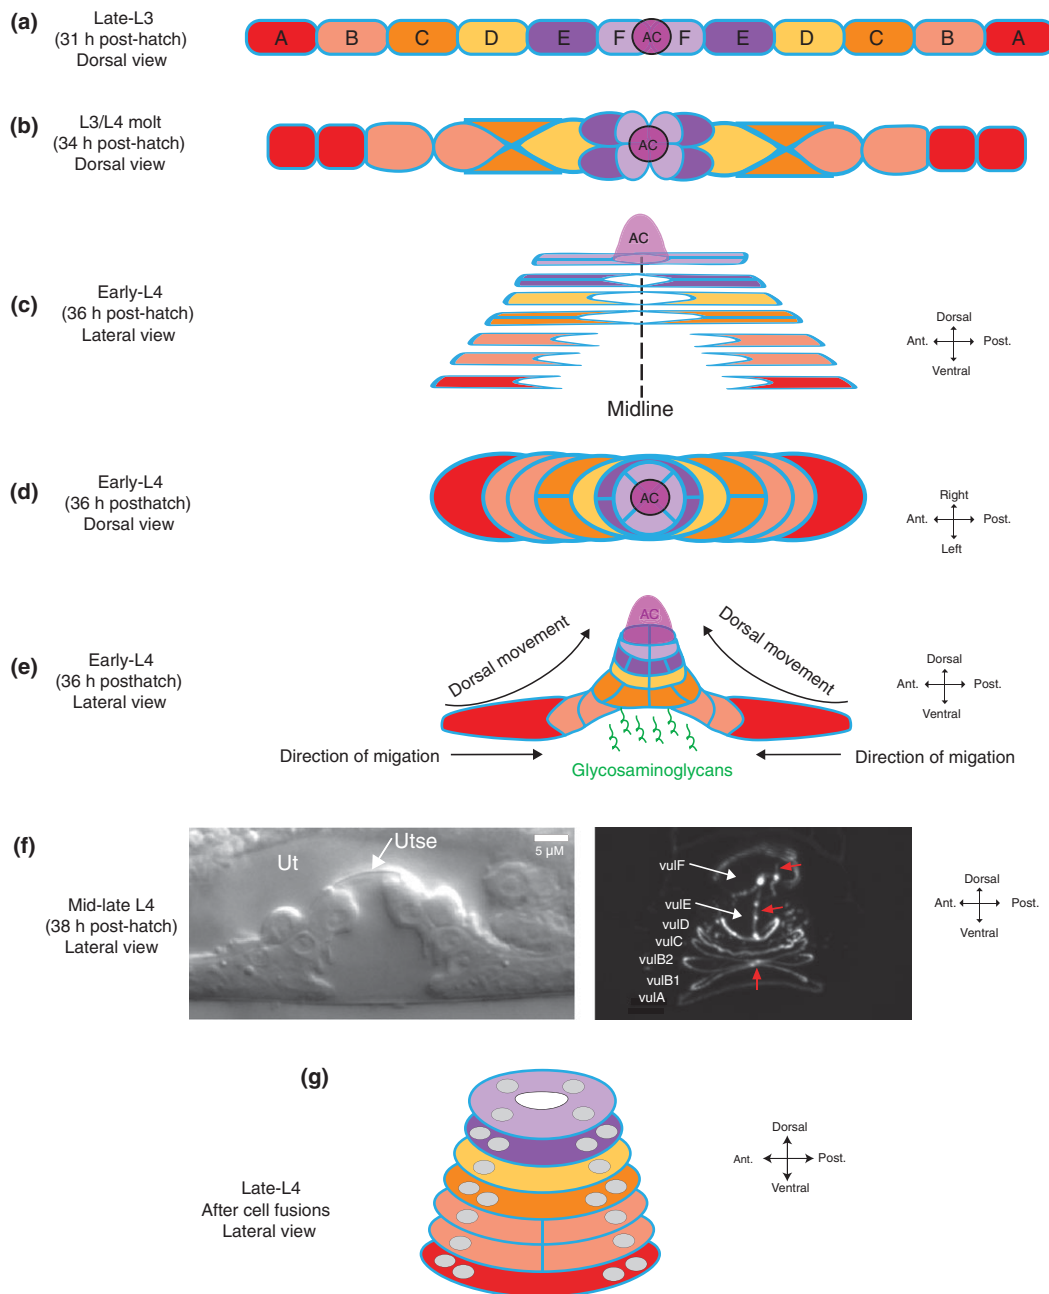 (a)
Late-L3
(31 h post-hatch)
Dorsal view
A B C D E F AC F E D C B A
(b)
L3/L4 molt
(34 h post-hatch)
Dorsal view
AC
(c)
Early-L4
(36 h post-hatch)
Lateral view
AC
Midline
Dorsal
Ant. Post.
Ventral
(d)
Early-L4
(36 h posthatch)
Dorsal view
AC
Right
Ant. Post.
Left
(e)
Early-L4
(36 h posthatch)
Lateral view
AC
Dorsal movement
Dorsal movement
Direction of migation
Direction of migation
Glycosaminoglycans
Dorsal
Ant. Post.
Ventral
(f)
Mid-late L4
(38 h post-hatch)
Lateral view
Ut
Utse
5 µM
vulF
vulE
vulD
vulC
vulB2
vulB1
vulA
Dorsal
Ant. Post.
Ventral
(g)
Late-L4
After cell fusions
Lateral view
Dorsal
Ant. Post.
Ventral